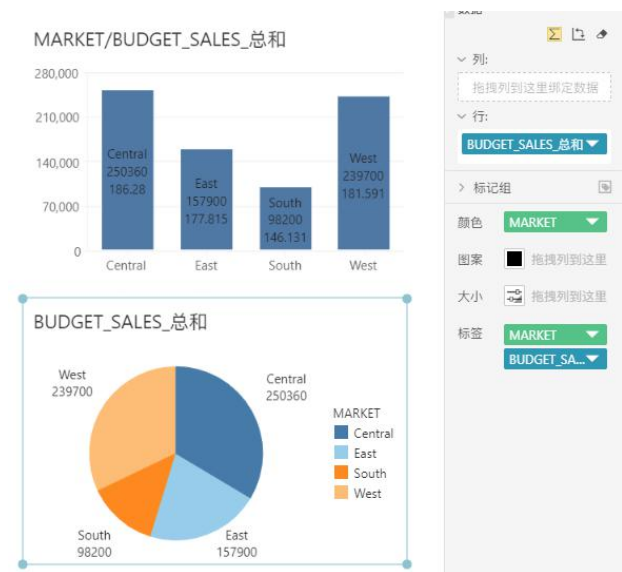 MARKET/BUDGET_SALES_总和
280,000
210,000
140,000
70,000
0
Central
250360
186.28
East
157900
177.815
South
98200
146.131
West
239700
181.591
Central
East
South
West
BUDGET_SALES_总和
West
239700
Central
250360
South
98200
East
157900
MARKET
Central
East
South
West
数据
列:
拖拽列到这里绑定数据
行:
BUDGET_SALES_总和
标记组
颜色
MARKET
图案
拖拽列到这里
大小
拖拽列到这里
标签
MARKET
BUDGET_SA...